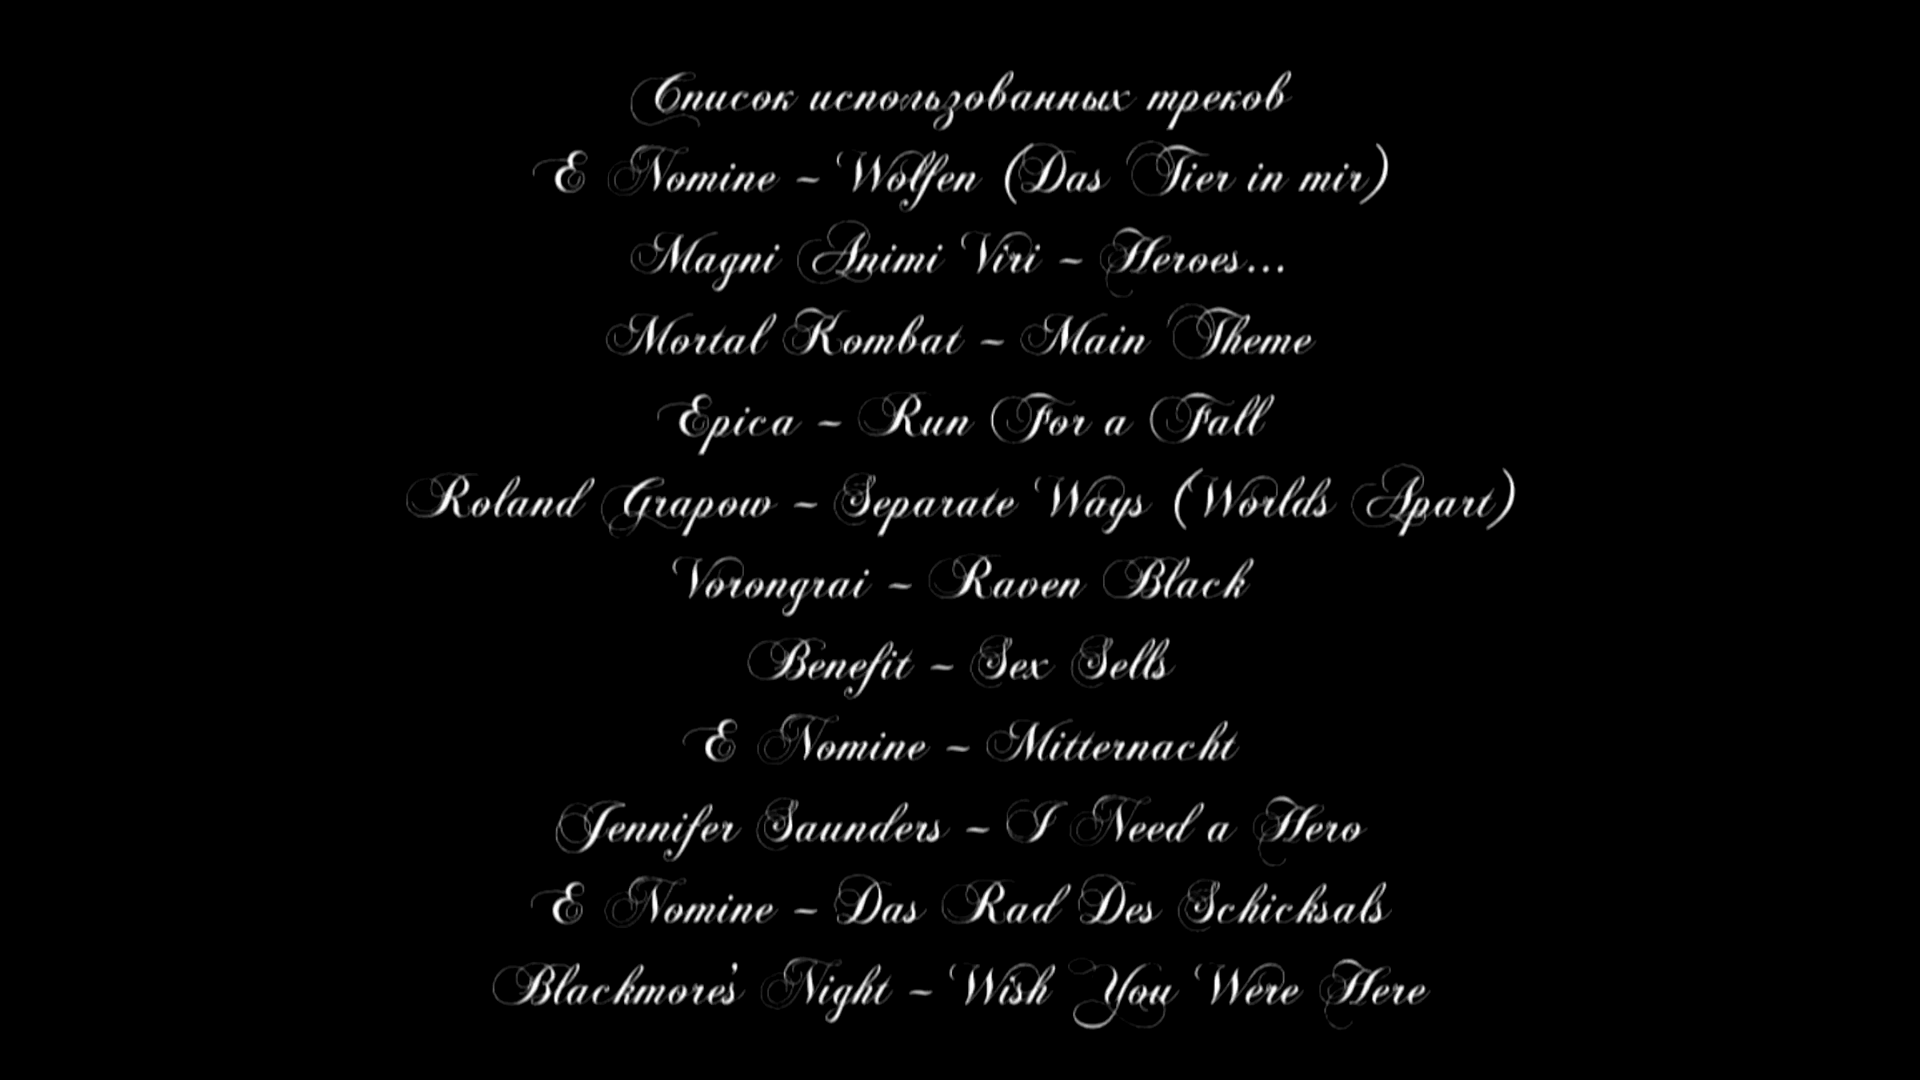 Список использованных треков
E Nomine - Wolfen (Das Tier in mir)
Magni Animi Viri - Heroes...
Mortal Kombat - Main Theme
Epica - Run For a Fall
Roland Grapow - Separate Ways (Worlds Apart)
Vorongrai - Raven Black
Benefit - Sex Sells
E Nomine - Mitternacht
Jennifer Saunders - I Need a Hero
E Nomine - Das Rad Des Schicksals
Blackmore's Night - Wish You Were Here